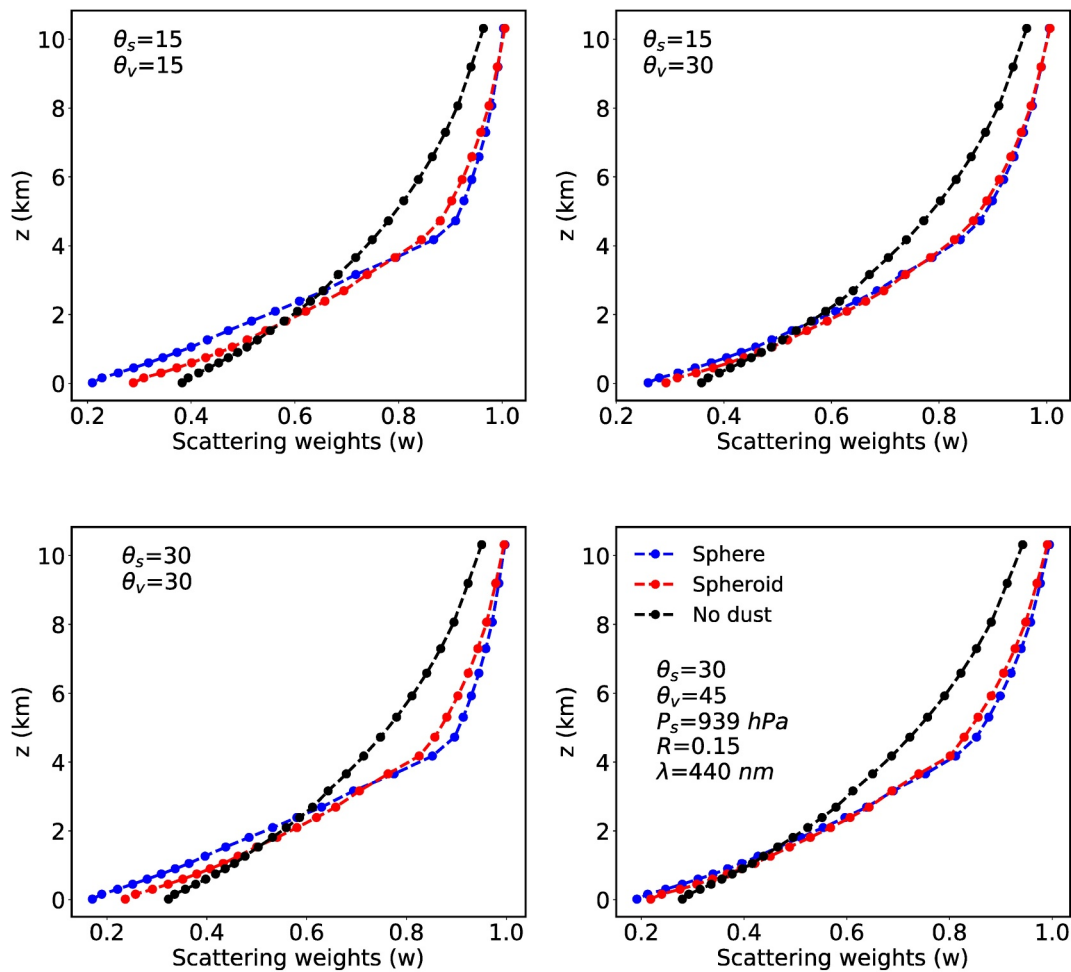 θs=15
θv=15
z (km)
10
8
6
4
2
0
0.2 0.4 0.6 0.8 1.0
Scattering weights (w)
θs=15
θv=30
z (km)
10
8
6
4
2
0
0.2 0.4 0.6 0.8 1.0
Scattering weights (w)
θs=30
θv=30
z (km)
10
8
6
4
2
0
0.2 0.4 0.6 0.8 1.0
Scattering weights (w)
Sphere
Spheroid
No dust
θs=30
θv=45
Ps=939 hPa
R=0.15
λ=440 nm
z (km)
10
8
6
4
2
0
0.2 0.4 0.6 0.8 1.0
Scattering weights (w)